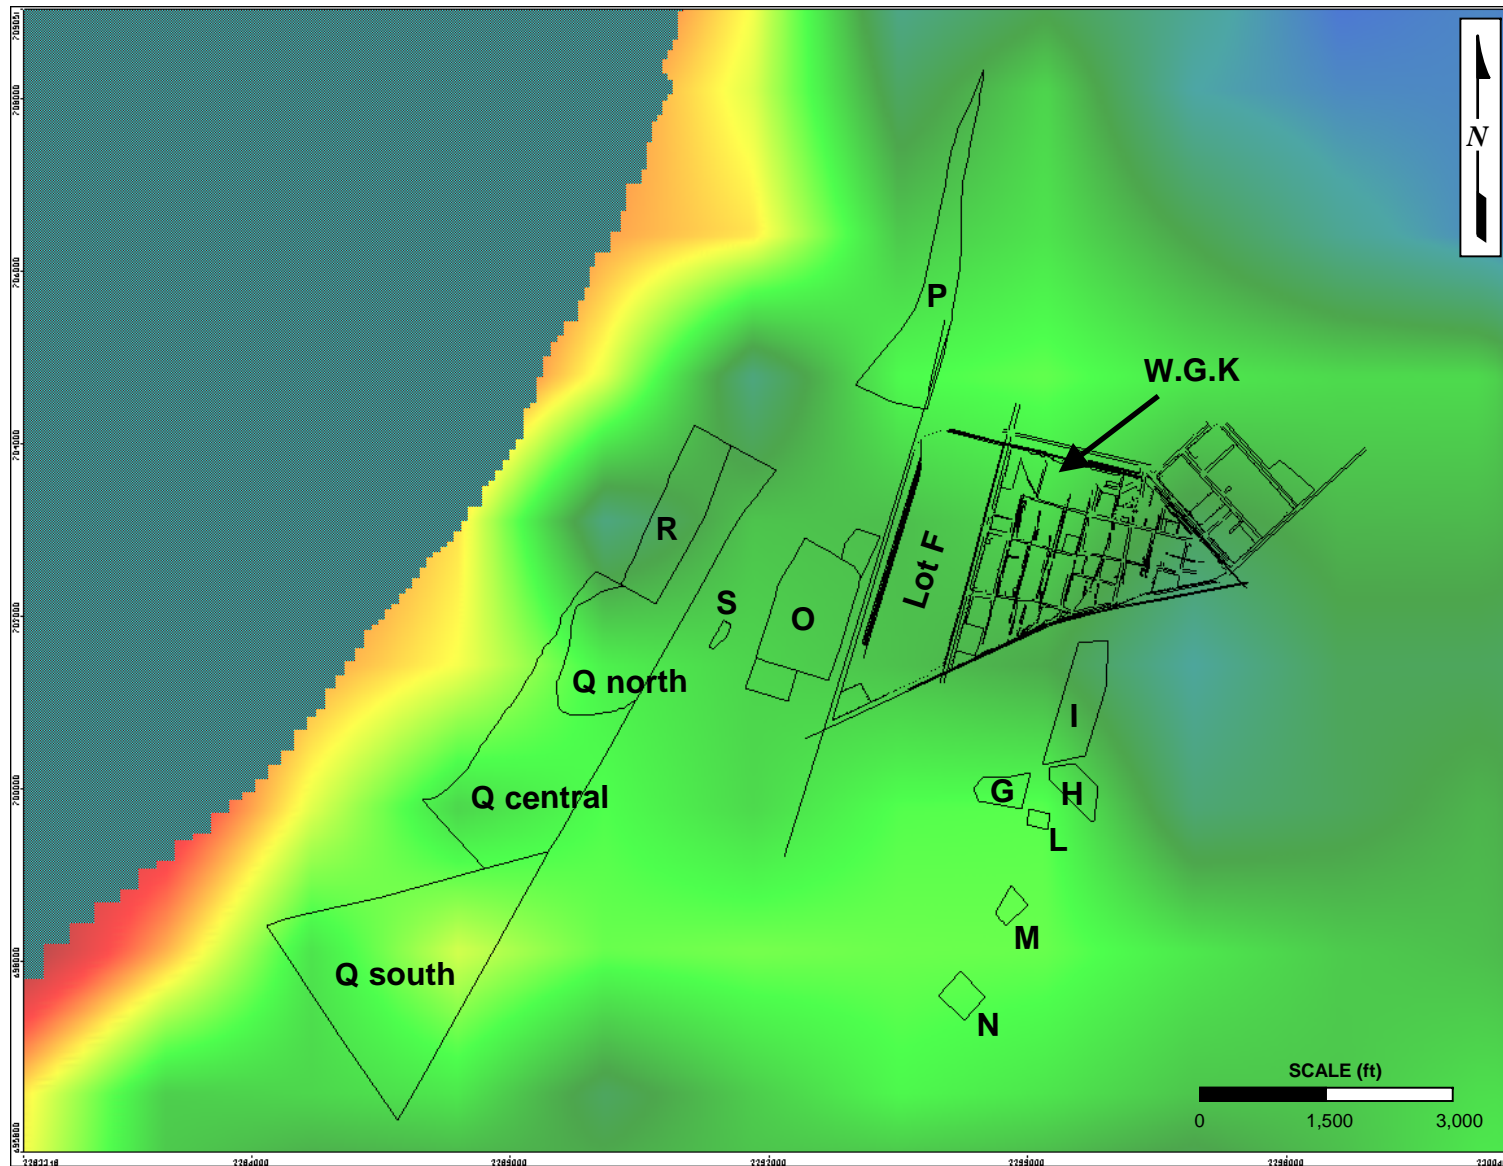 N
P
W.G.K
Lot F
R
S
O
Q north
I
Q central
G
H
L
M
Q south
N
SCALE (ft)
0 1,500 3,000